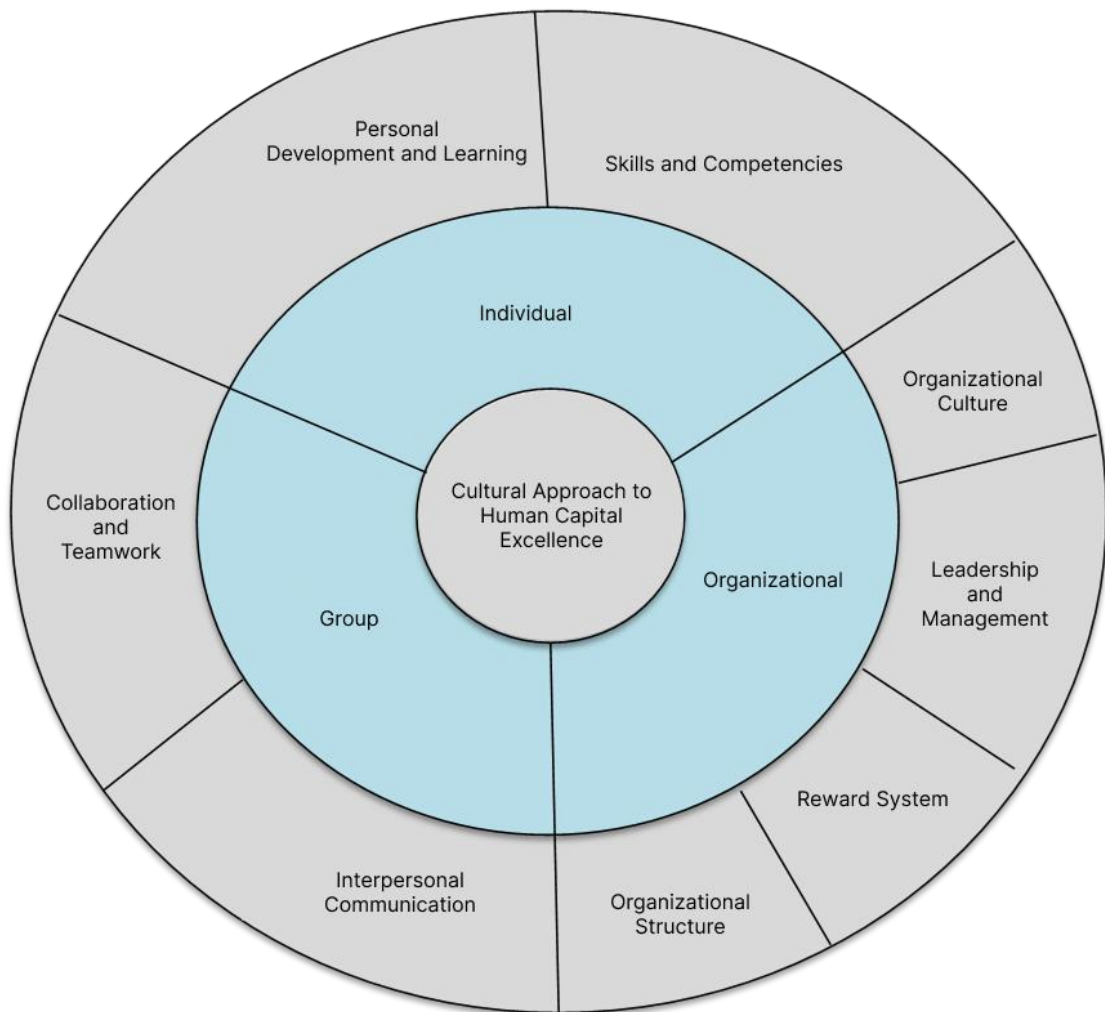 Personal
Development and Learning
Skills and Competencies
Individual
Organizational
Culture
Cultural Approach to
Human Capital
Excellence
Collaboration
and
Teamwork
Organizational
Leadership
and
Management
Group
Reward System
Interpersonal
Communication
Organizational
Structure